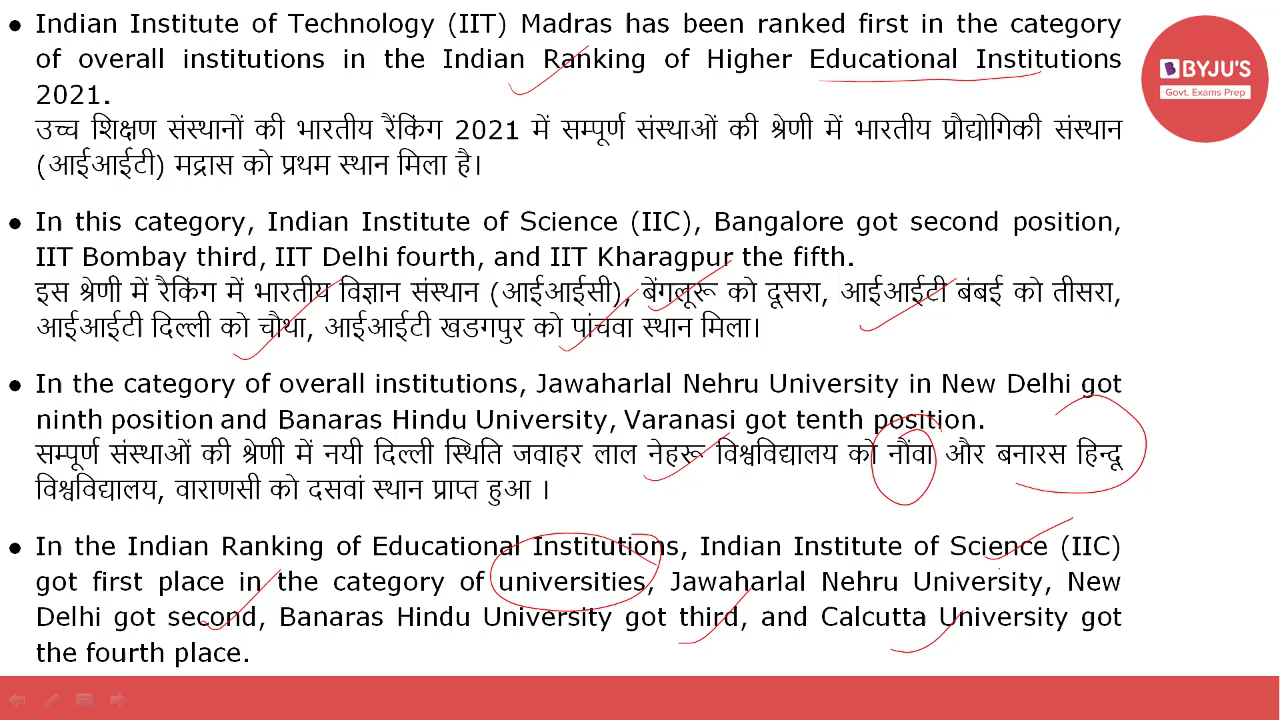 • Indian Institute of Technology (IIT) Madras has been ranked first in the category
of overall institutions in the Indian Ranking of Higher Educational Institutions
2021.
उच्च शिक्षण संस्थानों की भारतीय रैंकिंग 2021 में सम्पूर्ण संस्थाओं की श्रेणी में भारतीय प्रौद्योगिकी संस्थान
(आईआईटी) मद्रास को प्रथम स्थान मिला है।
• In this category, Indian Institute of Science (IIC), Bangalore got second position,
IIT Bombay third, IIT Delhi fourth, and IIT Kharagpur the fifth.
इस श्रेणी में रैकिंग में भारतीय विज्ञान संस्थान (आईआईसी), बेंगलूरू को दूसरा, आईआईटी बंबई को तीसरा,
आईआईटी दिल्ली को चौथा, आईआईटी खडगपुर को पांचवा स्थान मिला।
• In the category of overall institutions, Jawaharlal Nehru University in New Delhi got
ninth position and Banaras Hindu University, Varanasi got tenth position.
सम्पूर्ण संस्थाओं की श्रेणी में नयी दिल्ली स्थिति जवाहर लाल नेहरू विश्वविद्यालय को नौंवा और बनारस हिन्दू
विश्वविद्यालय, वाराणसी को दसवां स्थान प्राप्त हुआ ।
• In the Indian Ranking of Educational Institutions, Indian Institute of Science (IIC)
got first place in the category of universities, Jawaharlal Nehru University, New
Delhi got second, Banaras Hindu University got third, and Calcutta University got
the fourth place.
BYJU'S
Govt. Exams Prep